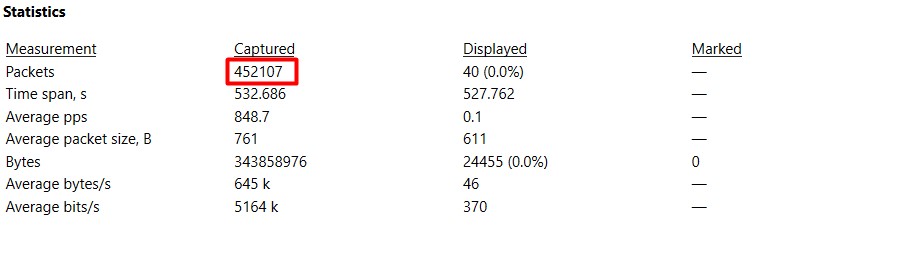 Statistics
Measurement Captured Displayed Marked
Packets 452107 40 (0.0%) —
Time span, s 532.686 527.762 —
Average pps 848.7 0.1 —
Average packet size, B 761 611 —
Bytes 343858976 24455 (0.0%) 0
Average bytes/s 645 k 46 —
Average bits/s 5164 k 370 —